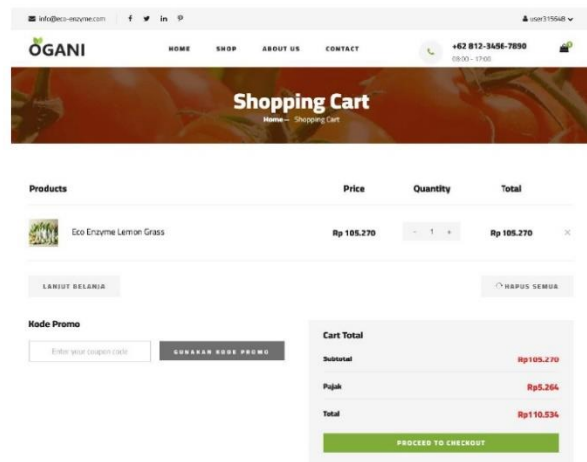 info@eco-enzyme.com
user315648
OGANI
HOME SHOP ABOUT US CONTACT
+62 812-3456-7890
08:00 - 17:00
Shopping Cart
Home— Shopping Cart
Products Price Quantity Total
Eco Enzyme Lemon Grass Rp 105.270 - 1 + Rp 105.270
LANJUT BELANJA HAPUS SEMUA
Kode Promo
Enter your coupon code GUNAKAN KODE PROMO
Cart Total
Subtotal Rp105.270
Pajak Rp5.264
Total Rp110.534
PROCEED TO CHECKOUT